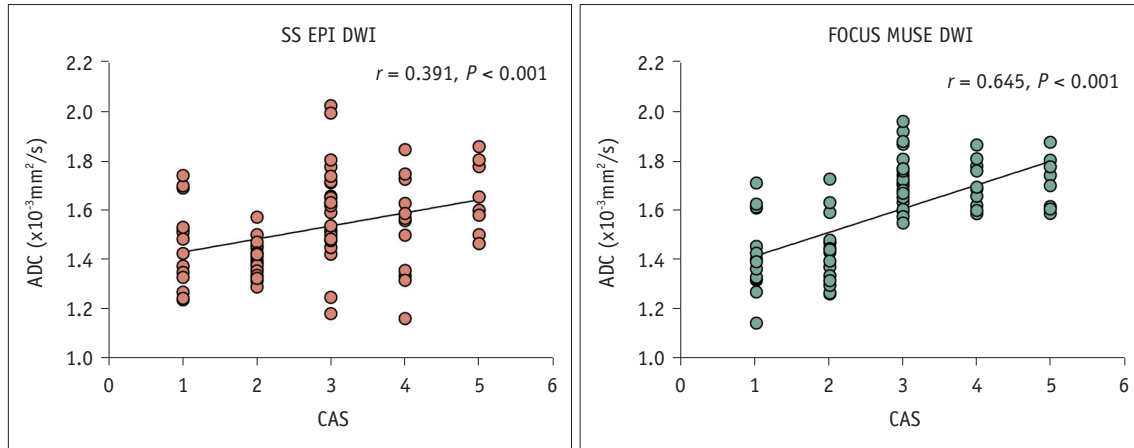 SS EPI DWI
r = 0.391, P < 0.001
ADC (x10⁻³mm²/s)
2.2
2.0
1.8
1.6
1.4
1.2
1.0
0 1 2 3 4 5 6
CAS
FOCUS MUSE DWI
r = 0.645, P < 0.001
ADC (x10⁻³mm²/s)
2.2
2.0
1.8
1.6
1.4
1.2
1.0
0 1 2 3 4 5 6
CAS